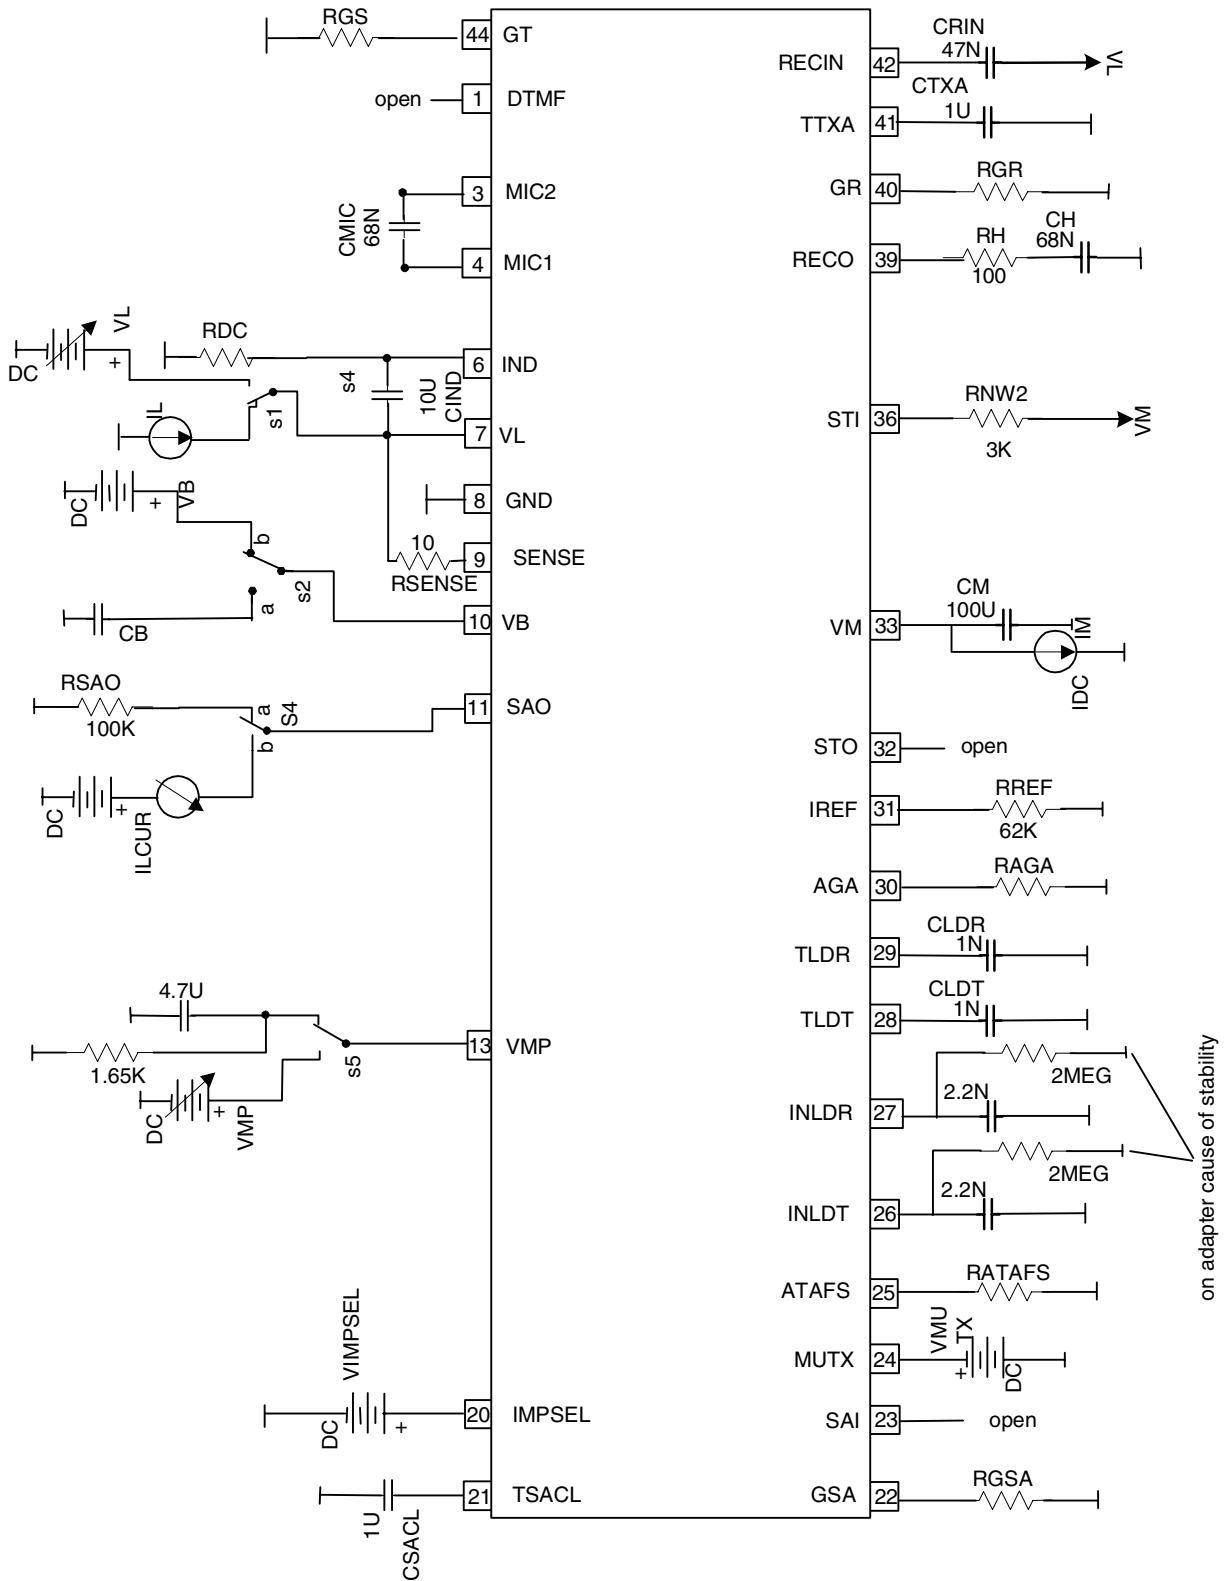 RGS
44 GT
open 1 DTMF
3 MIC2
CMIC
68N
4 MIC1
VL
DC +
RDC
6 IND
s4
10U
CIND
IL
s1
7 VL
DC + VB
8 GND
10
9 SENSE
RSENSE
b
s2
a
CB
10 VB
RSAO
100K
a
S4
b
11 SAO
DC + ILCUR
4.7U
1.65K
s5
13 VMP
DC + VMP
VIMPSEL
DC +
20 IMPSEL
1U
CSACL
21 TSACL
RECIN 42
CRIN
47N
VL
TTXA 41
CTXA
1U
GR 40
RGR
RECO 39
RH
100
CH
68N
STI 36
RNW2
3K
VM
VM 33
CM
100U
IM
IDC
STO 32 open
IREF 31
RREF
62K
AGA 30
RAGA
TLDR 29
CLDR
1N
TLDT 28
CLDT
1N
2MEG
INLDR 27
2.2N
2MEG
INLDT 26
2.2N
on adapter cause of stability
ATAFS 25
RATAFS
MUTX 24
VMU
TX
+ DC
SAI 23 open
GSA 22
RGSA